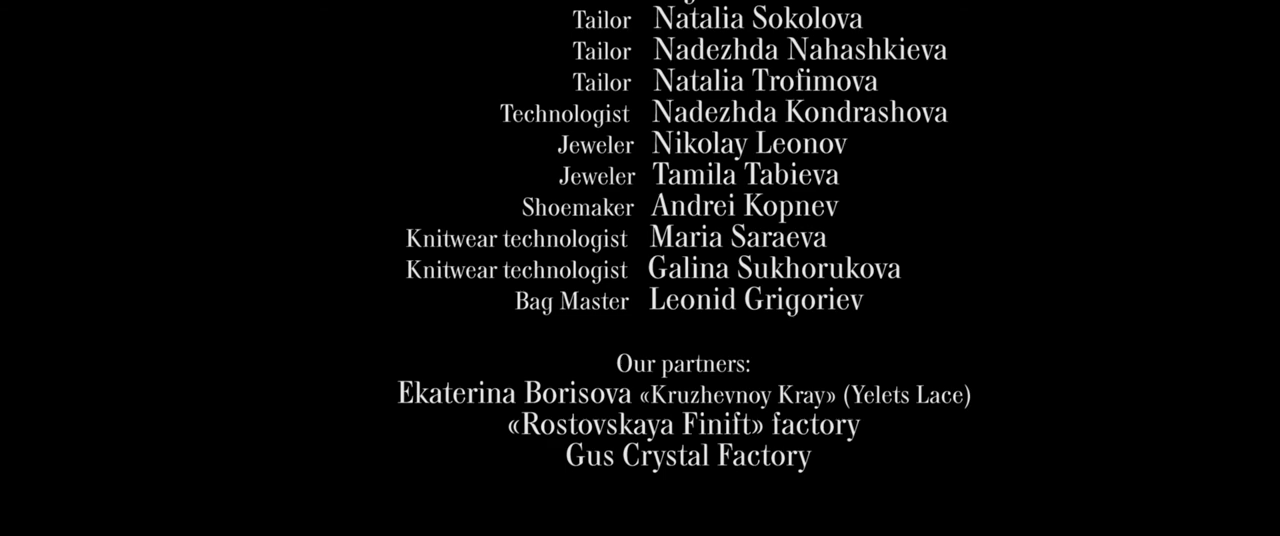 Tailor Natalia Sokolova
Tailor Nadezhda Nahashkieva
Tailor Natalia Trofimova
Technologist Nadezhda Kondrashova
Jeweler Nikolay Leonov
Jeweler Tamila Tabieva
Shoemaker Andrei Kopnev
Knitwear technologist Maria Saraeva
Knitwear technologist Galina Sukhorukova
Bag Master Leonid Grigoriev
Our partners:
Ekaterina Borisova «Kruzhevnoy Kray» (Yelets Lace)
«Rostovskaya Finift» factory
Gus Crystal Factory